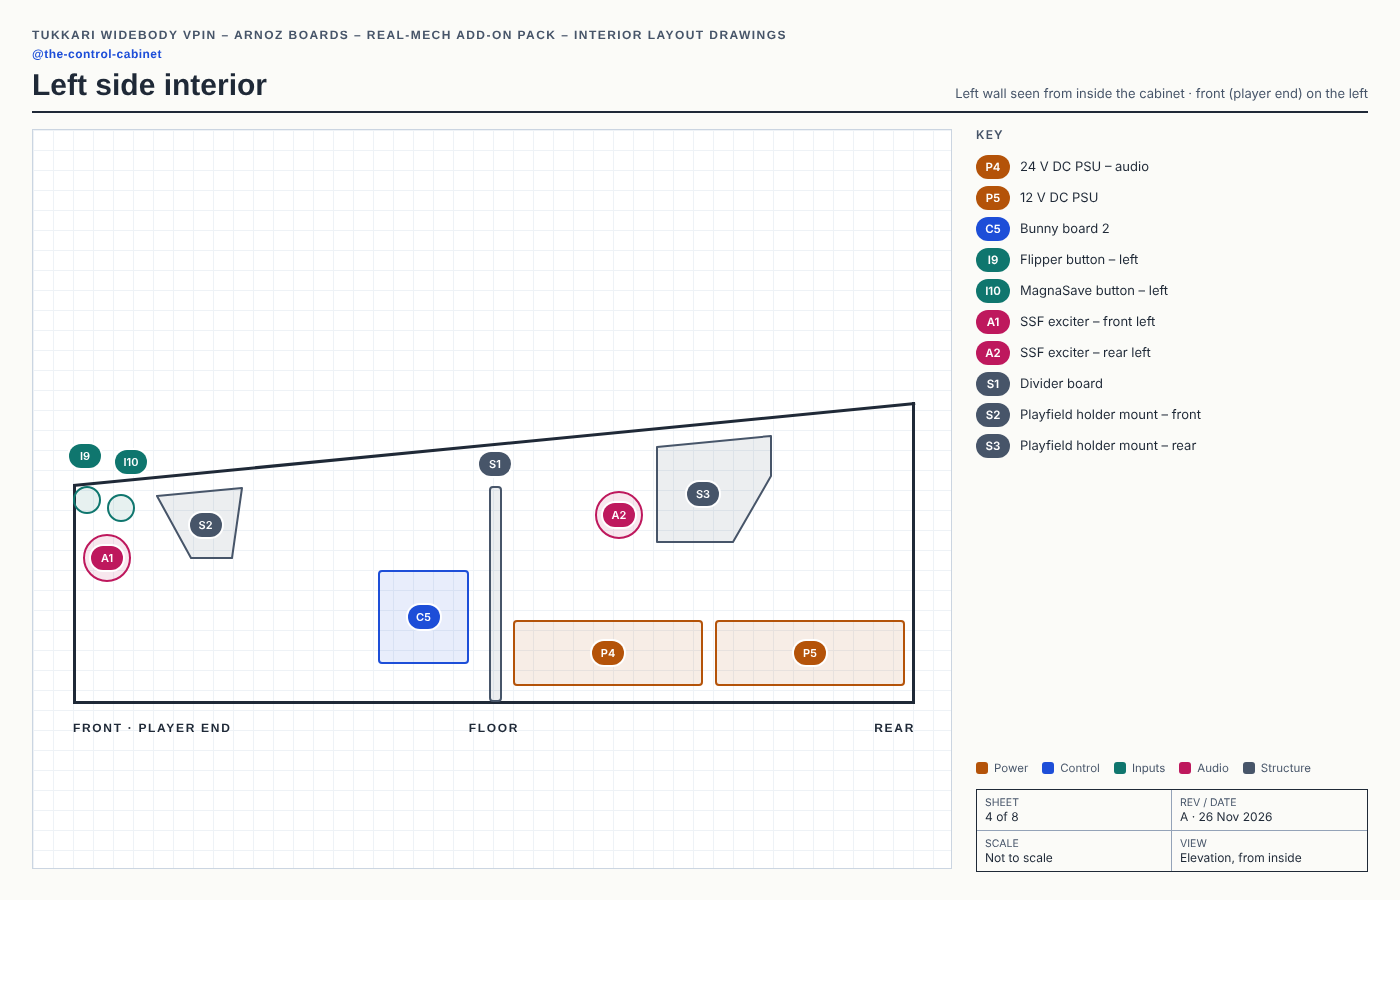 TUKKARI WIDEBODY VPIN – ARNOZ BOARDS – REAL-MECH ADD-ON PACK – INTERIOR LAYOUT DRAWINGS
@the-control-cabinet
Left side interior
Left wall seen from inside the cabinet · front (player end) on the left
I9
I10
S1
S2
S3
A2
A1
C5
P4
P5
FRONT · PLAYER END
FLOOR
REAR
KEY
P4 24 V DC PSU – audio
P5 12 V DC PSU
C5 Bunny board 2
I9 Flipper button – left
I10 MagnaSave button – left
A1 SSF exciter – front left
A2 SSF exciter – rear left
S1 Divider board
S2 Playfield holder mount – front
S3 Playfield holder mount – rear
Power Control Inputs Audio Structure
SHEET
4 of 8
REV / DATE
A · 26 Nov 2026
SCALE
Not to scale
VIEW
Elevation, from inside